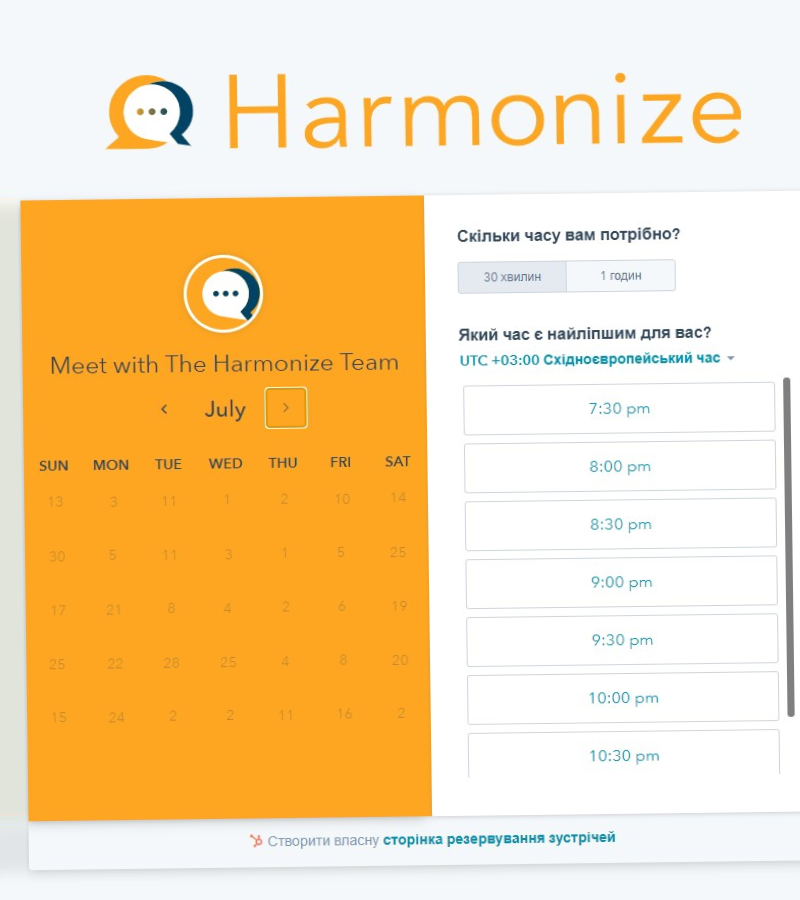 Harmonize
Meet with The Harmonize Team
July
SUN MON TUE WED THU FRI SAT
13 3 11 1 2 10 14
30 5 11 3 1 5 25
17 21 8 4 2 6 19
25 22 28 25 4 8 20
15 24 2 2 11 16 2
Скільки часу вам потрібно?
30 хвилин 1 годин
Який час є найліпшим для вас?
UTC +03:00 Східноєвропейський час
7:30 pm
8:00 pm
8:30 pm
9:00 pm
9:30 pm
10:00 pm
10:30 pm
Створити власну сторінка резервування зустрічей